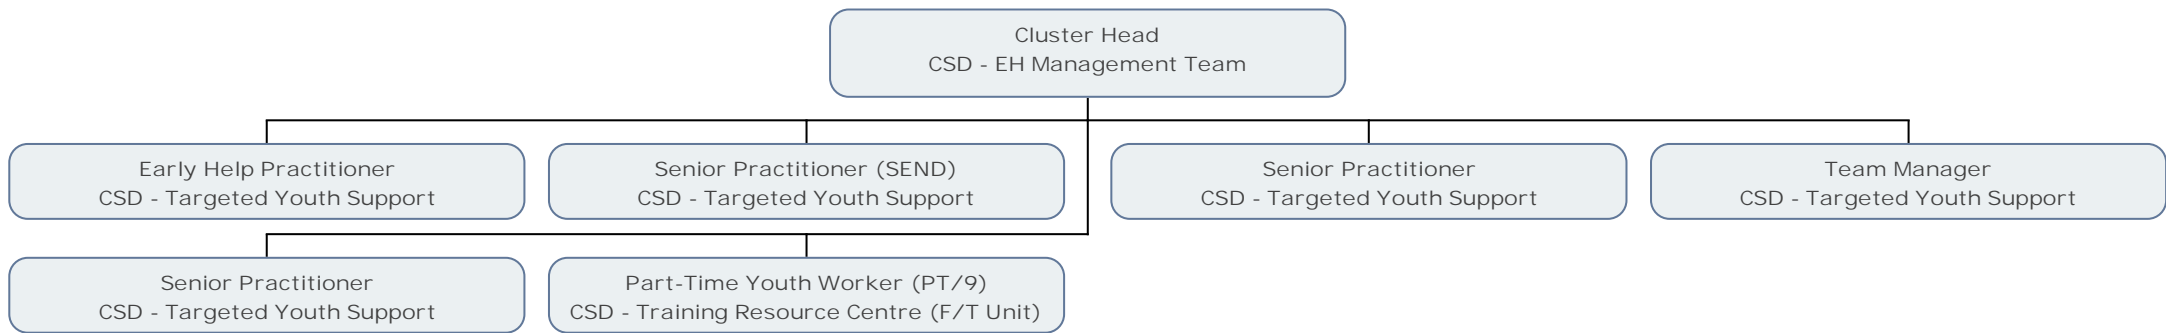 Cluster Head
CSD - EH Management Team
Early Help Practitioner
CSD - Targeted Youth Support
Senior Practitioner (SEND)
CSD - Targeted Youth Support
Senior Practitioner
CSD - Targeted Youth Support
Team Manager
CSD - Targeted Youth Support
Senior Practitioner
CSD - Targeted Youth Support
Part-Time Youth Worker (PT/9)
CSD - Training Resource Centre (F/T Unit)